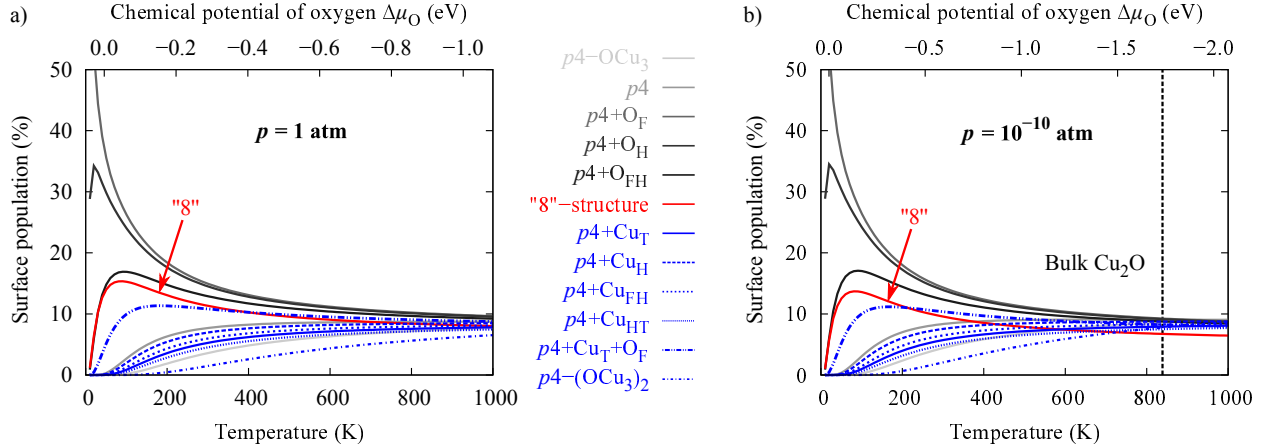 a)
Chemical potential of oxygen Δμ_O (eV)
0.0 −0.2 −0.4 −0.6 −0.8 −1.0
Surface population (%)
50
40
30
20
10
0
p = 1 atm
"8"
0 200 400 600 800 1000
Temperature (K)
p4−OCu₃
p4
p4+O_F
p4+O_H
p4+O_FH
"8"−structure
p4+Cu_T
p4+Cu_H
p4+Cu_FH
p4+Cu_HT
p4+Cu_T+O_F
p4−(OCu₃)₂
b)
Chemical potential of oxygen Δμ_O (eV)
0.0 −0.5 −1.0 −1.5 −2.0
Surface population (%)
50
40
30
20
10
0
p = 10⁻¹⁰ atm
"8"
Bulk Cu₂O
0 200 400 600 800 1000
Temperature (K)